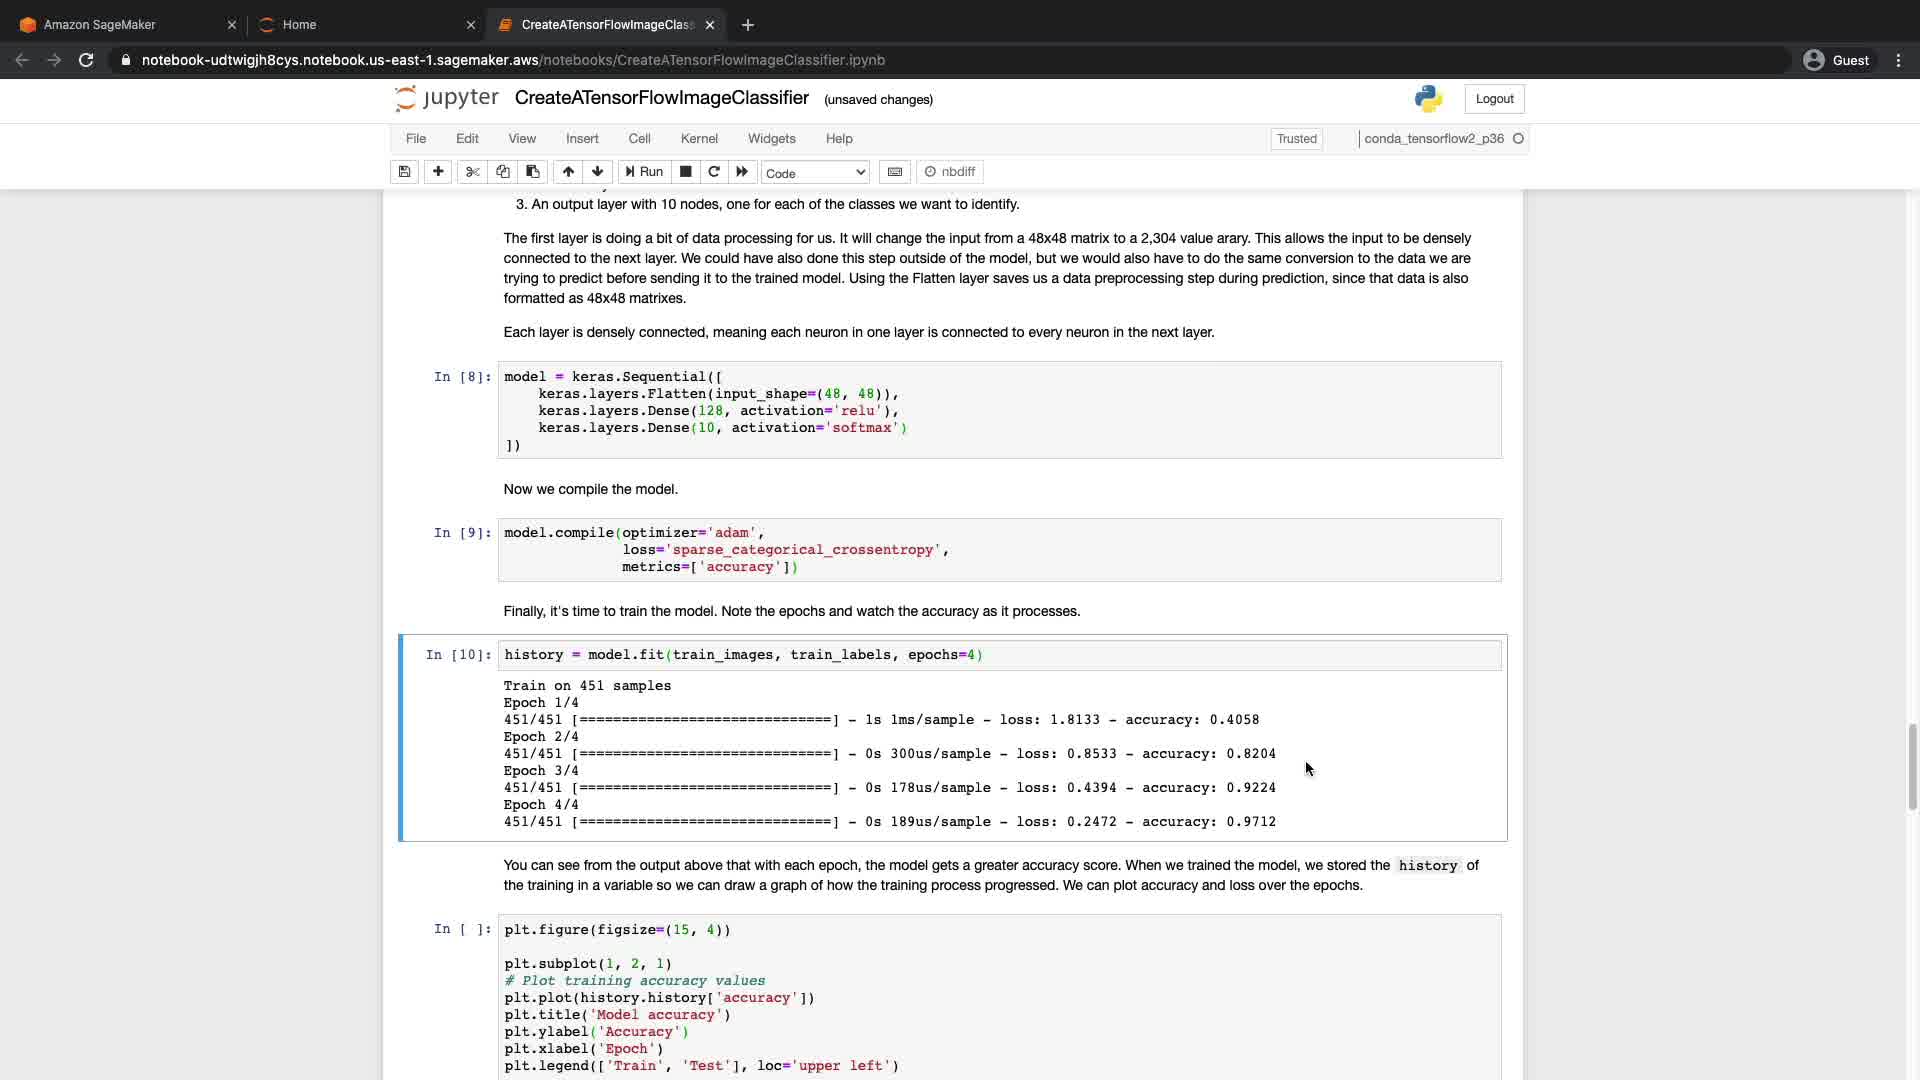 Amazon SageMaker
Home
CreateATensorFlowImageClass
notebook-udtwigjh8cys.notebook.us-east-1.sagemaker.aws/notebooks/CreateATensorFlowImageClassifier.ipynb
Guest
jupyter CreateATensorFlowImageClassifier (unsaved changes)
Logout
File Edit View Insert Cell Kernel Widgets Help
Trusted
conda_tensorflow2_p36
Run
Code
nbdiff
3. An output layer with 10 nodes, one for each of the classes we want to identify.
The first layer is doing a bit of data processing for us. It will change the input from a 48x48 matrix to a 2,304 value arary. This allows the input to be densely
connected to the next layer. We could have also done this step outside of the model, but we would also have to do the same conversion to the data we are
trying to predict before sending it to the trained model. Using the Flatten layer saves us a data preprocessing step during prediction, since that data is also
formatted as 48x48 matrixes.
Each layer is densely connected, meaning each neuron in one layer is connected to every neuron in the next layer.
In [8]: model = keras.Sequential([
    keras.layers.Flatten(input_shape=(48, 48)),
    keras.layers.Dense(128, activation='relu'),
    keras.layers.Dense(10, activation='softmax')
])
Now we compile the model.
In [9]: model.compile(optimizer='adam',
              loss='sparse_categorical_crossentropy',
              metrics=['accuracy'])
Finally, it's time to train the model. Note the epochs and watch the accuracy as it processes.
In [10]: history = model.fit(train_images, train_labels, epochs=4)
Train on 451 samples
Epoch 1/4
451/451 [==============================] - 1s 1ms/sample - loss: 1.8133 - accuracy: 0.4058
Epoch 2/4
451/451 [==============================] - 0s 300us/sample - loss: 0.8533 - accuracy: 0.8204
Epoch 3/4
451/451 [==============================] - 0s 178us/sample - loss: 0.4394 - accuracy: 0.9224
Epoch 4/4
451/451 [==============================] - 0s 189us/sample - loss: 0.2472 - accuracy: 0.9712
You can see from the output above that with each epoch, the model gets a greater accuracy score. When we trained the model, we stored the history of
the training in a variable so we can draw a graph of how the training process progressed. We can plot accuracy and loss over the epochs.
In [ ]: plt.figure(figsize=(15, 4))
plt.subplot(1, 2, 1)
# Plot training accuracy values
plt.plot(history.history['accuracy'])
plt.title('Model accuracy')
plt.ylabel('Accuracy')
plt.xlabel('Epoch')
plt.legend(['Train', 'Test'], loc='upper left')